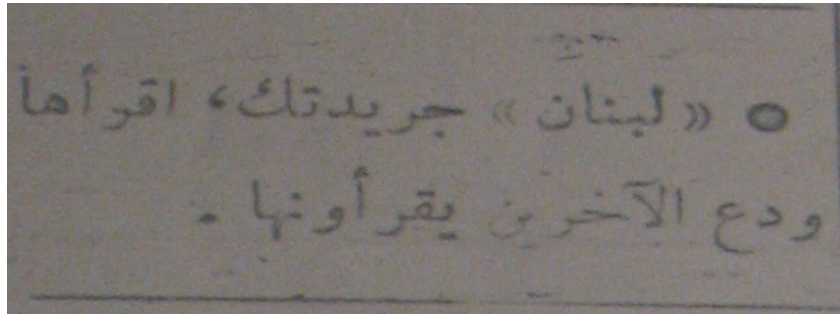 ● «لبنان» جريدتك، اقرأها
ودع الآخرين يقرأونها .